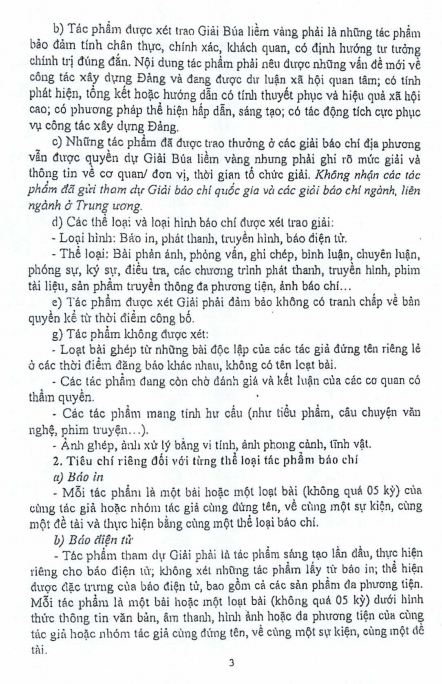 b) Tác phẩm được xét trao Giải Búa liềm vàng phải là những tác phẩm
bảo đảm tính chân thực, chính xác, khách quan, có định hướng tư tưởng
chính trị đúng đắn. Nội dung tác phẩm phải nêu được những vấn đề mới về
công tác xây dựng Đảng và đang được dư luận xã hội quan tâm; có tính
phát hiện, tổng kết hoặc hướng dẫn có tính thuyết phục và hiệu quả xã hội
cao; có phương pháp thể hiện hấp dẫn, sáng tạo; có tác động tích cực phục
vụ công tác xây dựng Đảng.
c) Những tác phẩm đã được trao thưởng ở các giải báo chí địa phương
vẫn được quyền dự Giải Búa liềm vàng nhưng phải ghi rõ mức giải và
thông tin về cơ quan/ đơn vị, thời gian tổ chức giải. Không nhận các tác
phẩm đã gửi tham dự Giải báo chí quốc gia và các giải báo chí ngành, liên
ngành ở Trung ương.
d) Các thể loại và loại hình báo chí được xét trao giải:
- Loại hình: Báo in, phát thanh, truyền hình, báo điện tử.
- Thể loại: Bài phản ánh, phỏng vấn, ghi chép, bình luận, chuyên luận,
phóng sự, ký sự, điều tra, các chương trình phát thanh, truyền hình, phim
tài liệu, sản phẩm truyền thông đa phương tiện, ảnh báo chí…
e) Tác phẩm được xét Giải phải đảm bảo không có tranh chấp về bản
quyền kể từ thời điểm công bố.
g) Tác phẩm không được xét:
- Loạt bài ghép từ những bài độc lập của các tác giả đứng tên riêng lẻ
ở các thời điểm đăng báo khác nhau, không có tên loạt bài.
- Các tác phẩm đang còn chờ đánh giá và kết luận của các cơ quan có
thẩm quyền.
- Các tác phẩm mang tính hư cấu (như tiểu phẩm, câu chuyện văn
nghệ, phim truyện...).
- Ảnh ghép, ảnh xử lý bằng vi tính, ảnh phong cảnh, tĩnh vật.
2. Tiêu chí riêng đối với từng thể loại tác phẩm báo chí
a) Báo in
- Mỗi tác phẩm là một bài hoặc một loạt bài (không quá 05 kỳ) của
cùng tác giả hoặc nhóm tác giả cùng đứng tên, về cùng một sự kiện, cùng
một đề tài và thực hiện bằng cùng một thể loại báo chí.
b) Báo điện tử
- Tác phẩm tham dự Giải phải là tác phẩm sáng tạo lần đầu, thực hiện
riêng cho báo điện tử; không xét những tác phẩm lấy từ báo in; thể hiện
được đặc trưng của báo điện tử, bao gồm cả các sản phẩm đa phương tiện.
Mỗi tác phẩm là một bài hoặc một loạt bài (không quá 05 kỳ) dưới hình
thức thông tin văn bản, âm thanh, hình ảnh hoặc đa phương tiện của cùng
tác giả hoặc nhóm tác giả cùng đứng tên, về cùng một sự kiện, cùng một đề
tài.
3